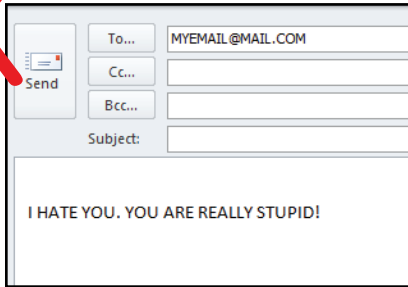 To... MYEMAIL@MAIL.COM
Cc...
Send
Bcc...
Subject:
I HATE YOU. YOU ARE REALLY STUPID!